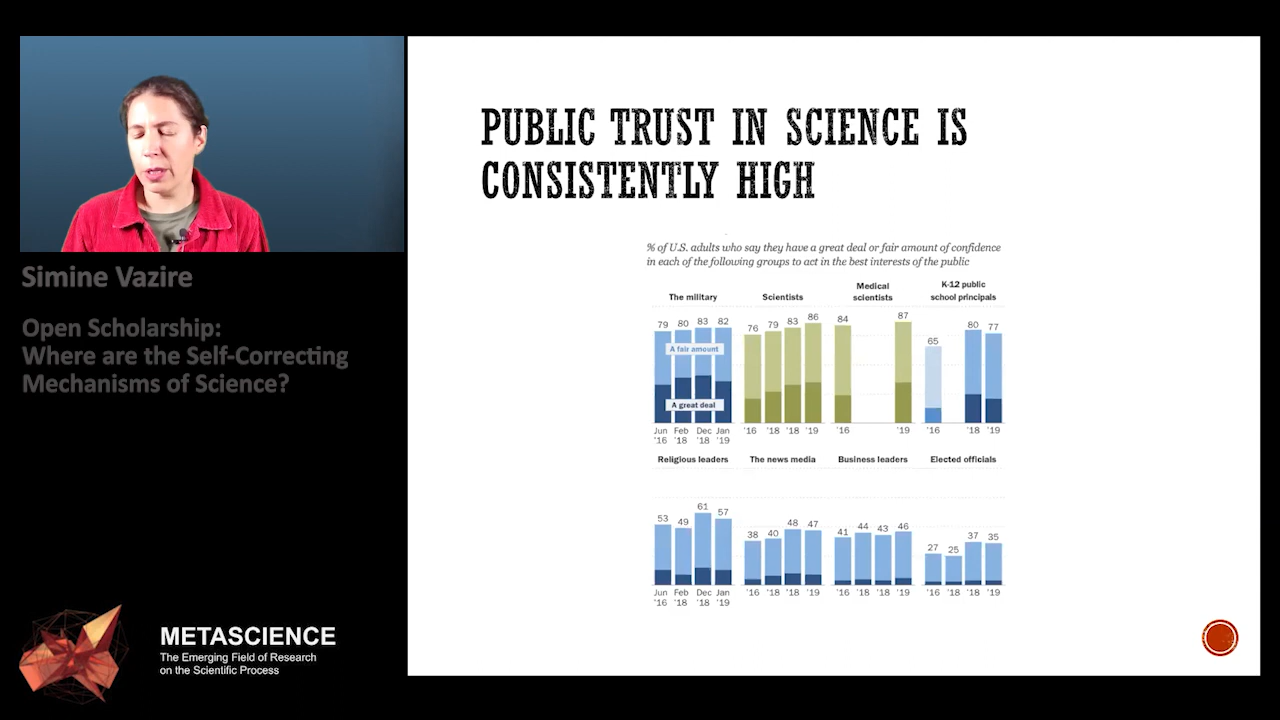 PUBLIC TRUST IN SCIENCE IS
CONSISTENTLY HIGH
% of U.S. adults who say they have a great deal or fair amount of confidence
in each of the following groups to act in the best interests of the public
The military
Scientists
Medical
scientists
K-12 public
school principals
79 80 83 82
76 79 83 86
84 87
65 80 77
A fair amount
A great deal
Jun Feb Dec Jan
'16 '18 '18 '19
'16 '18 '18 '19
'16 '19
'16 '18 '19
Religious leaders
The news media
Business leaders
Elected officials
53 49 61 57
38 40 48 47
41 44 43 46
27 25 37 35
Jun Feb Dec Jan
'16 '18 '18 '19
'16 '18 '18 '19
'16 '18 '18 '19
'16 '18 '18 '19
Simine Vazire
Open Scholarship:
Where are the Self-Correcting
Mechanisms of Science?
METASCIENCE
The Emerging Field of Research
on the Scientific Process